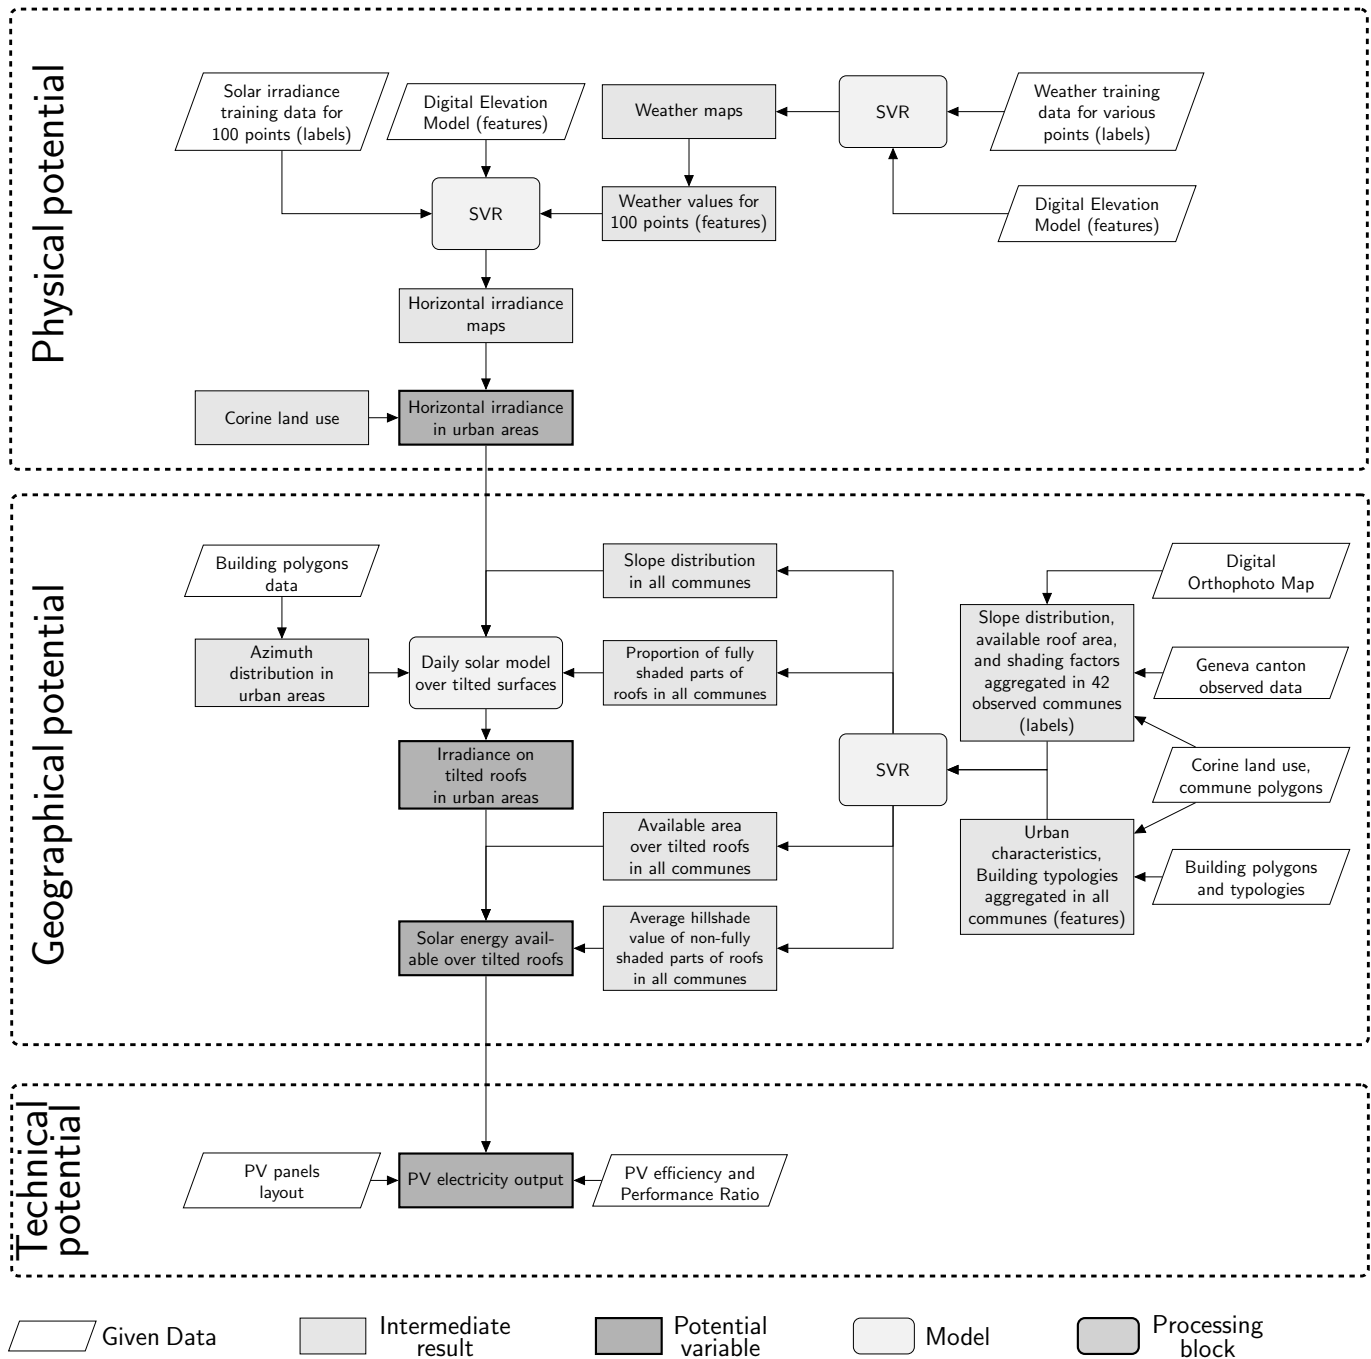 Physical potential
Solar irradiance
training data for
100 points (labels)
Digital Elevation
Model (features)
Weather maps
SVR
Weather training
data for various
points (labels)
SVR
Weather values for
100 points (features)
Digital Elevation
Model (features)
Horizontal irradiance
maps
Corine land use
Horizontal irradiance
in urban areas
Geographical potential
Building polygons
data
Slope distribution
in all communes
Digital
Orthophoto Map
Azimuth
distribution in
urban areas
Daily solar model
over tilted surfaces
Proportion of fully
shaded parts of
roofs in all communes
Slope distribution,
available roof area,
and shading factors
aggregated in 42
observed communes
(labels)
Geneva canton
observed data
Irradiance on
tilted roofs
in urban areas
SVR
Corine land use,
commune polygons
Available area
over tilted roofs
in all communes
Urban
characteristics,
Building typologies
aggregated in all
communes (features)
Building polygons
and typologies
Solar energy avail-
able over tilted roofs
Average hillshade
value of non-fully
shaded parts of roofs
in all communes
Technical
potential
PV panels
layout
PV electricity output
PV efficiency and
Performance Ratio
Given Data
Intermediate
result
Potential
variable
Model
Processing
block